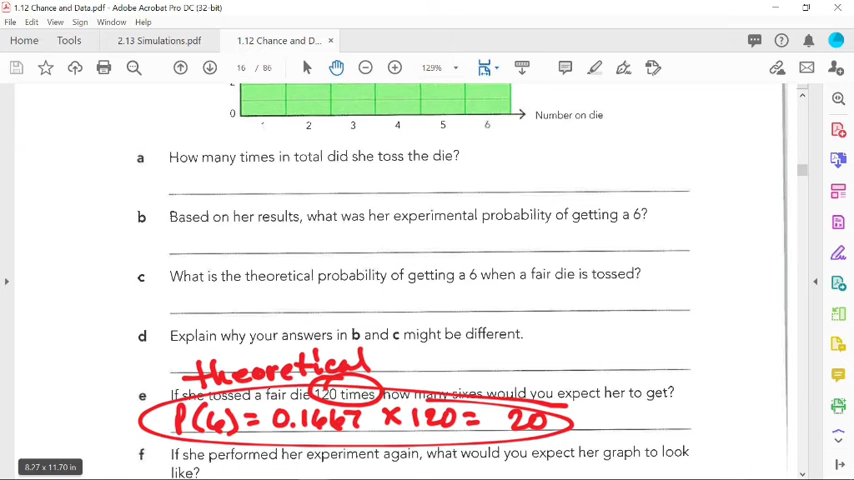 1.12 Chance and Data.pdf - Adobe Acrobat Pro DC (32-bit)
File Edit View Sign Window Help
Home Tools 2.13 Simulations.pdf 1.12 Chance and D... ×
16 / 86 129%
0
1 2 3 4 5 6 Number on die
a How many times in total did she toss the die?
b Based on her results, what was her experimental probability of getting a 6?
c What is the theoretical probability of getting a 6 when a fair die is tossed?
d Explain why your answers in b and c might be different.
theoretical
e If she tossed a fair die 120 times, how many sixes would you expect her to get?
P(6) = 0.1667 × 120 = 20
f If she performed her experiment again, what would you expect her graph to look
like?
8.27 x 11.70 in